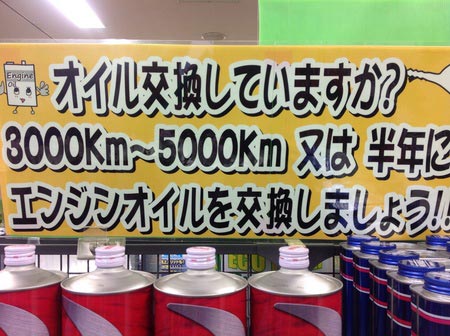 Engine
Oil
オイル交換していますか?
3000Km～5000Km 又は 半年に
エンジンオイルを交換しましょう!!